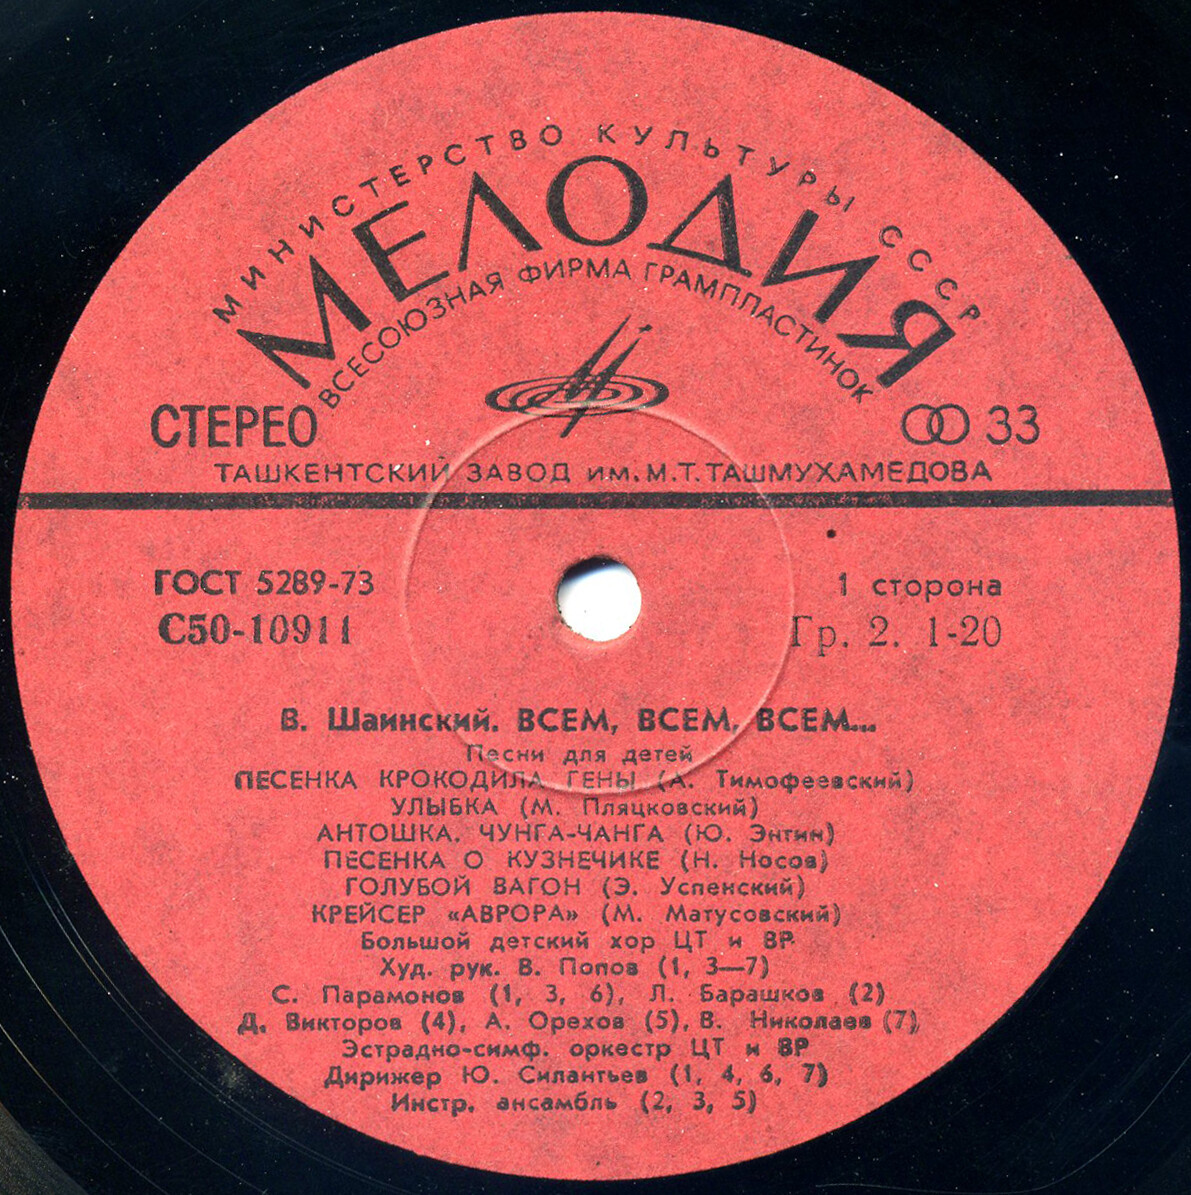 МИНИСТЕРСТВО КУЛЬТУРЫ СССР
МЕЛОДИЯ
ВСЕСОЮЗНАЯ ФИРМА ГРАМПЛАСТИНОК
СТЕРЕО
33
ТАШКЕНТСКИЙ ЗАВОД им. М.Т. ТАШМУХАМЕДОВА
ГОСТ 5289-73
1 сторона
С50-10911
Гр. 2. 1-20
В. Шаинский. ВСЕМ, ВСЕМ, ВСЕМ...
Песни для детей
ПЕСЕНКА КРОКОДИЛА ГЕНЫ (А. Тимофеевский)
УЛЫБКА (М. Пляцковский)
АНТОШКА. ЧУНГА-ЧАНГА (Ю. Энтин)
ПЕСЕНКА О КУЗНЕЧИКЕ (Н. Носов)
ГОЛУБОЙ ВАГОН (Э. Успенский)
КРЕЙСЕР «АВРОРА» (М. Матусовский)
Большой детский хор ЦТ и ВР
Худ. рук. В. Попов (1, 3—7)
С. Парамонов (1, 3, 6), Л. Барашков (2)
Д. Викторов (4), А. Орехов (5), В. Николаев (7),
Эстрадно-симф. оркестр ЦТ и ВР
Дирижер Ю. Силантьев (1, 4, 6, 7)
Инстр. ансамбль (2, 3, 5)